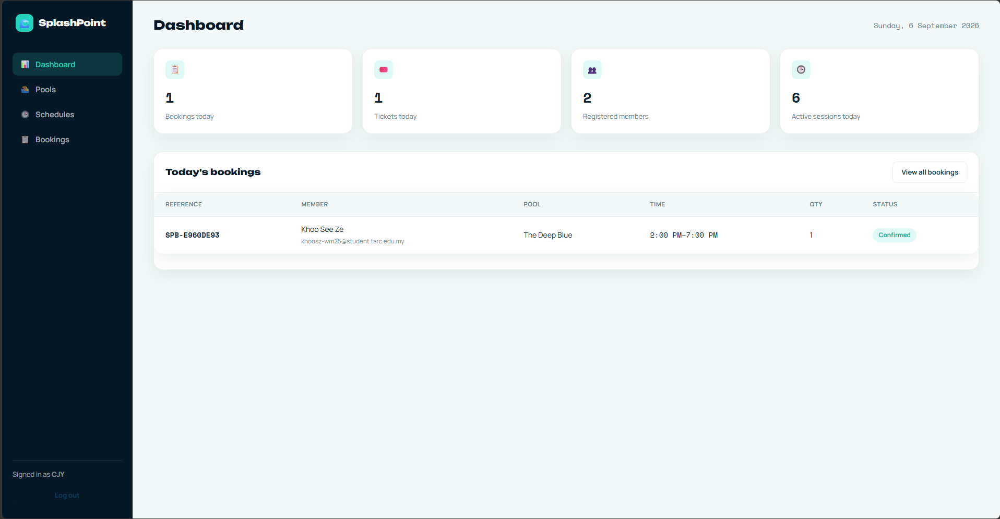 SplashPoint
Dashboard
Pools
Schedules
Bookings
Signed in as CJY
Log out
Dashboard
Sunday, 6 September 2026
1
Bookings today
1
Tickets today
2
Registered members
6
Active sessions today
Today's bookings
View all bookings
REFERENCE MEMBER POOL TIME QTY STATUS
SPB-E960DE93 Khoo See Ze The Deep Blue 2:00 PM–7:00 PM 1 Confirmed
khoosz-wm25@student.tarc.edu.my